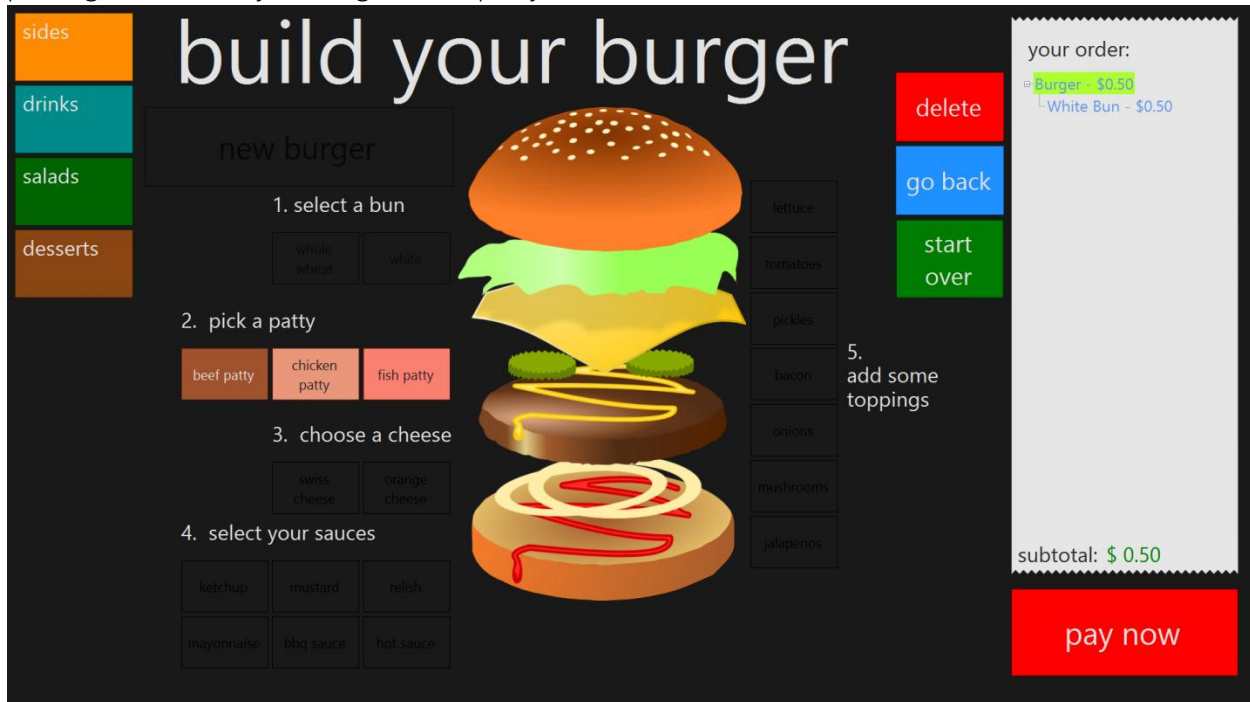 sides
drinks
salads
desserts
build your burger
new burger
1. select a bun
whole
wheat
white
2. pick a patty
beef patty
chicken
patty
fish patty
3. choose a cheese
swiss
cheese
orange
cheese
4. select your sauces
ketchup
mustard
relish
mayonnaise
bbq sauce
hot sauce
lettuce
tomatoes
pickles
bacon
onions
mushrooms
jalapenos
5.
add some
toppings
delete
go back
start
over
your order:
Burger - $0.50
White Bun - $0.50
subtotal: $ 0.50
pay now